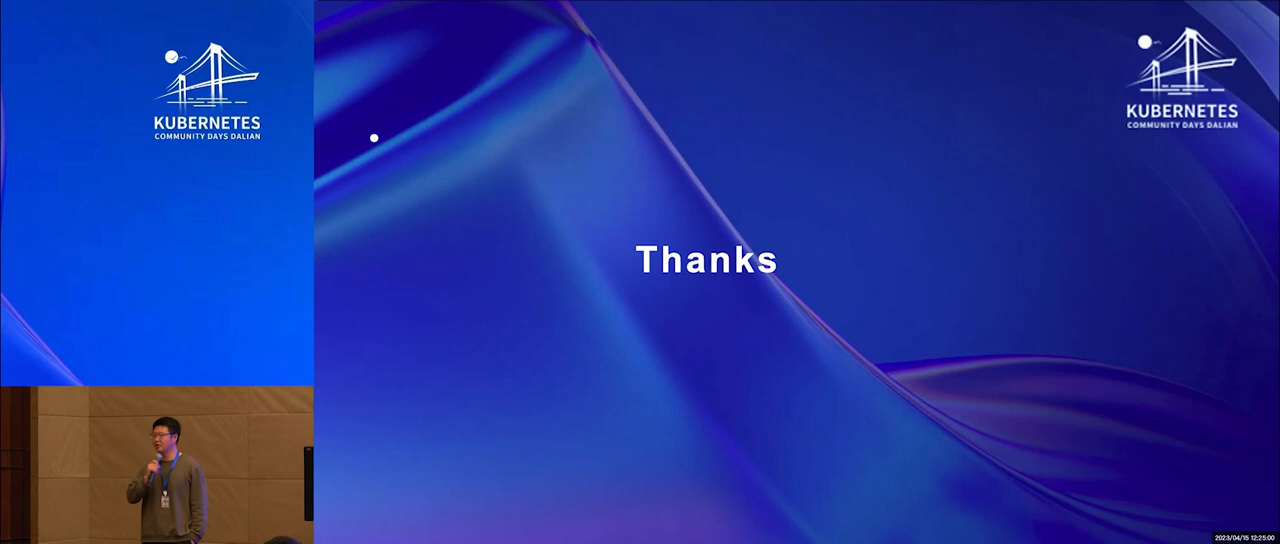 KUBERNETES
COMMUNITY DAYS DALIAN
KUBERNETES
COMMUNITY DAYS DALIAN
Thanks
2023/04/15 12:25:00